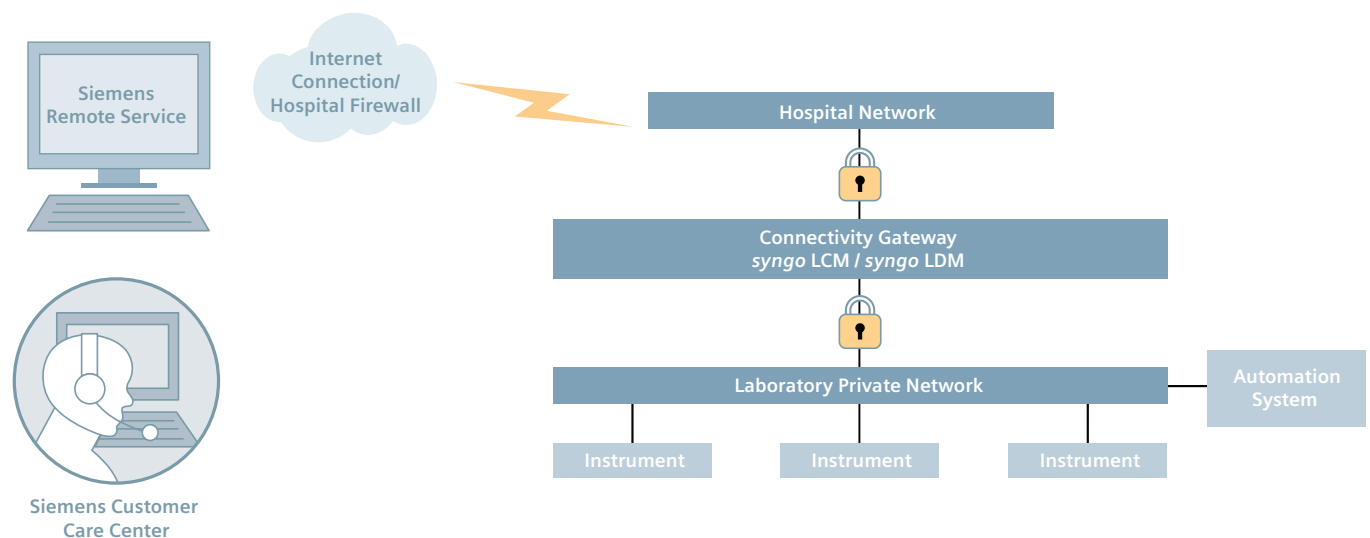 Siemens
Remote Service
Internet
Connection/
Hospital Firewall
Hospital Network
Connectivity Gateway
syngo LCM / syngo LDM
Laboratory Private Network
Automation
System
Instrument
Instrument
Instrument
Siemens Customer
Care Center